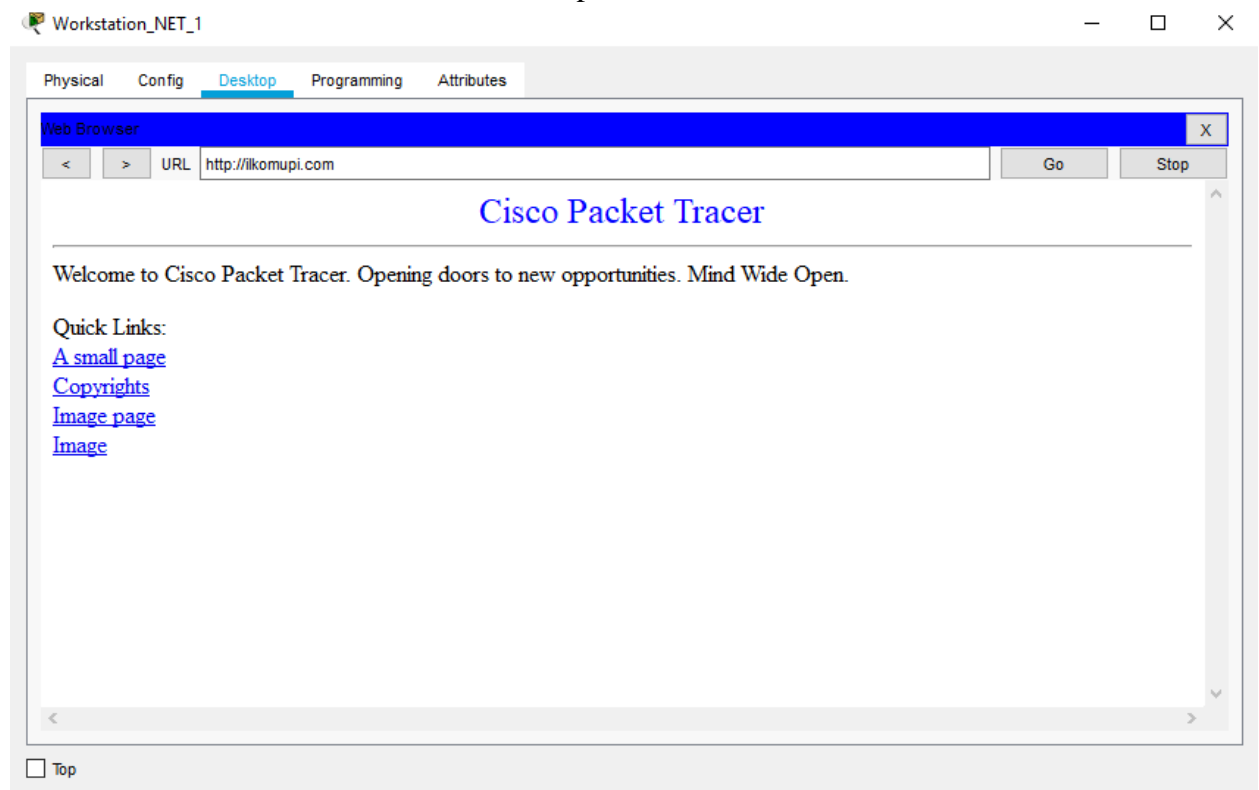 Workstation_NET_1
Physical Config Desktop Programming Attributes
Web Browser X
< > URL http://ilkomupi.com Go Stop
Cisco Packet Tracer
Welcome to Cisco Packet Tracer. Opening doors to new opportunities. Mind Wide Open.
Quick Links:
A small page
Copyrights
Image page
Image
Top